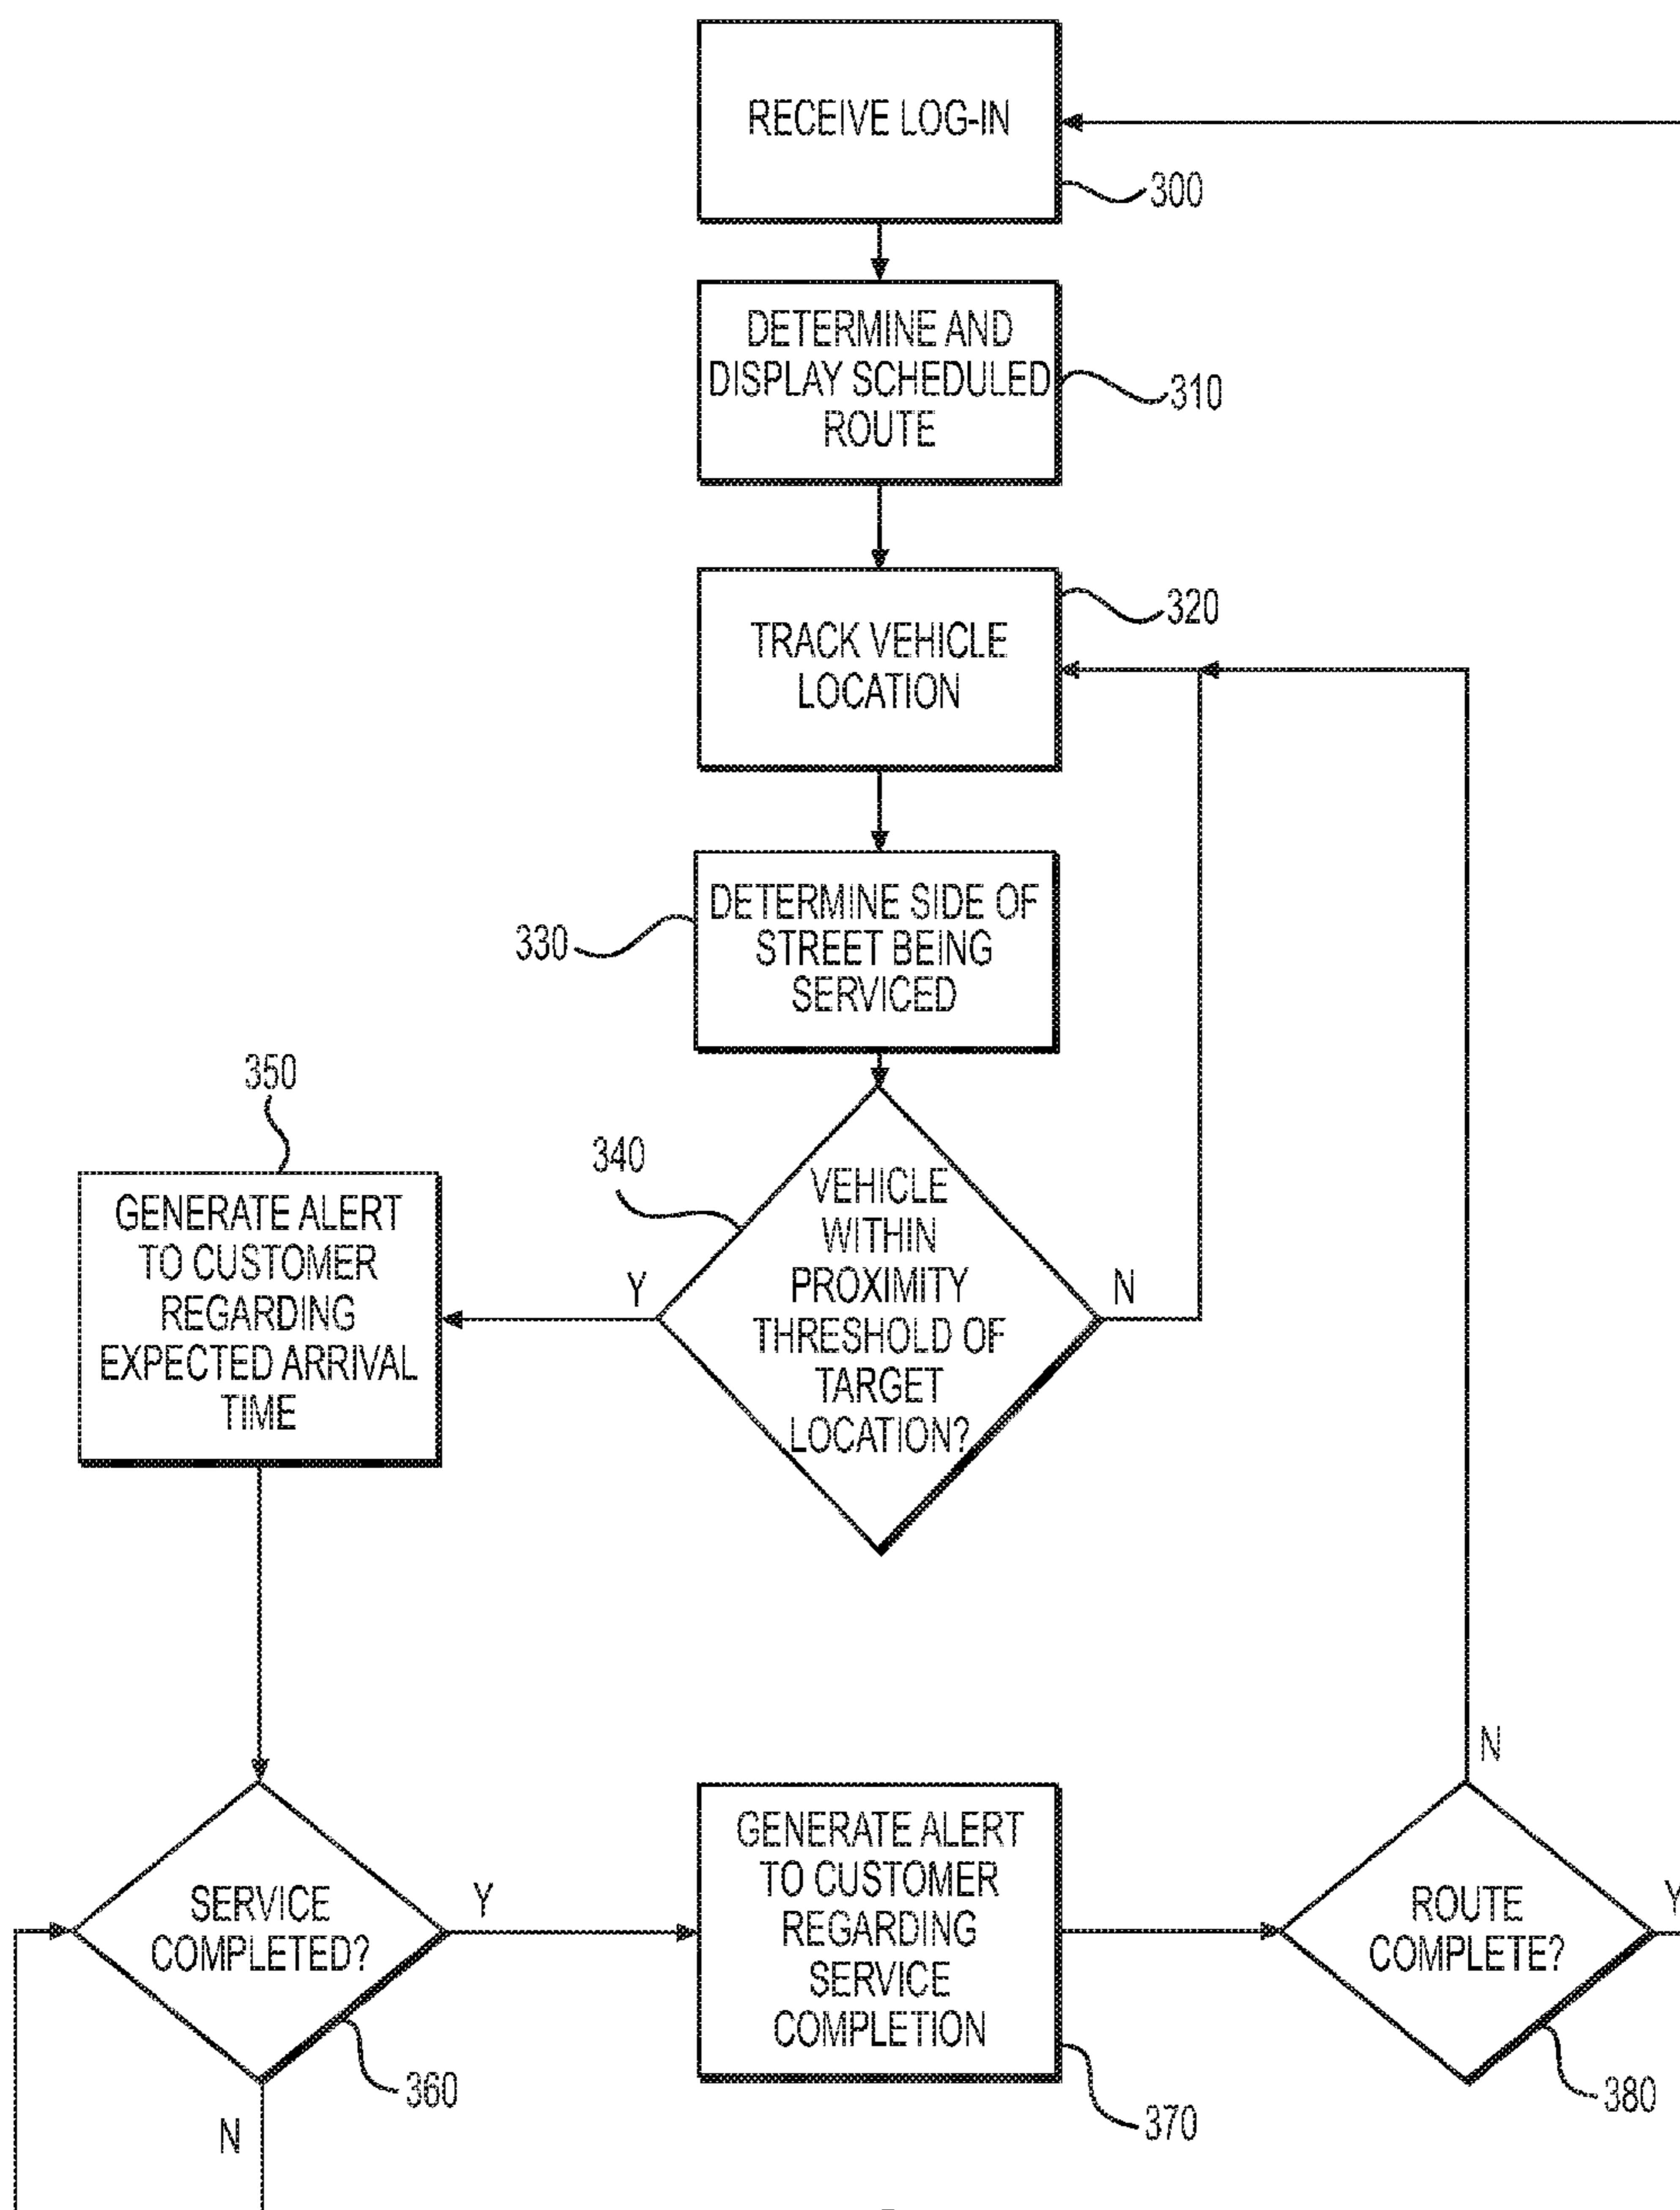 RECEIVE LOG-IN
300
DETERMINE AND
DISPLAY SCHEDULED
ROUTE
310
320
TRACK VEHICLE
LOCATION
DETERMINE SIDE OF
STREET BEING
SERVICED
330
350
340
VEHICLE
WITHIN
PROXIMITY
THRESHOLD OF
TARGET
LOCATION?
Y
N
GENERATE ALERT
TO CUSTOMER
REGARDING
EXPECTED ARRIVAL
TIME
SERVICE
COMPLETED?
Y
360
N
GENERATE ALERT
TO CUSTOMER
REGARDING
SERVICE
COMPLETION
370
N
ROUTE
COMPLETE?
Y
380